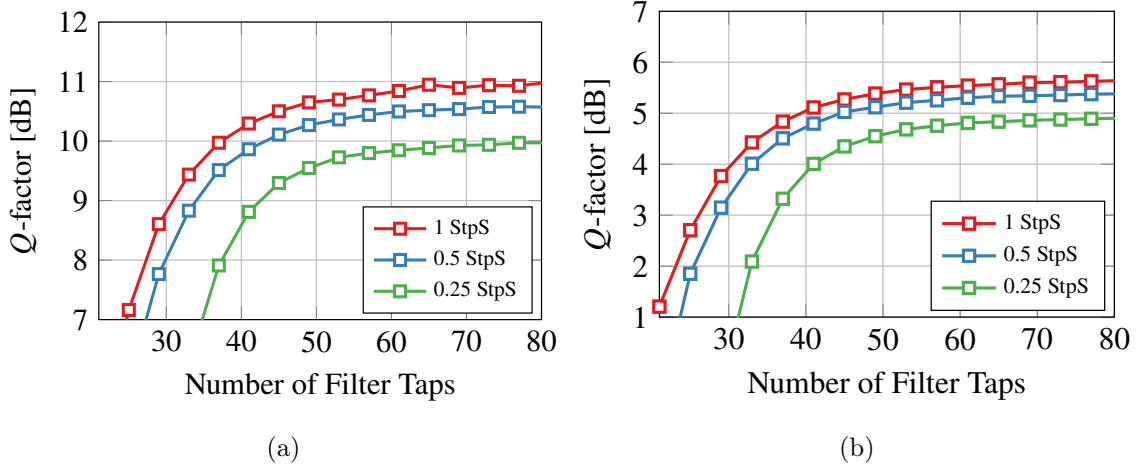 12
11
10
9
8
7
30 40 50 60 70 80
Q-factor [dB]
Number of Filter Taps
1 StpS
0.5 StpS
0.25 StpS
(a)
7
6
5
4
3
2
1
30 40 50 60 70 80
Q-factor [dB]
Number of Filter Taps
1 StpS
0.5 StpS
0.25 StpS
(b)